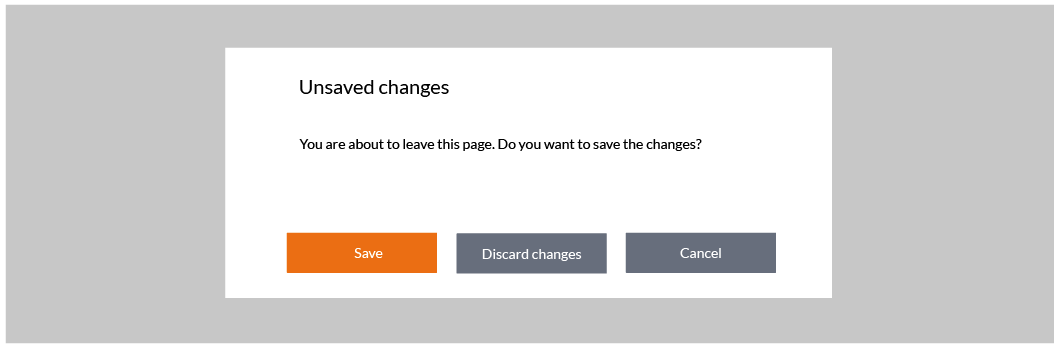 Unsaved changes
You are about to leave this page. Do you want to save the changes?
Save
Discard changes
Cancel